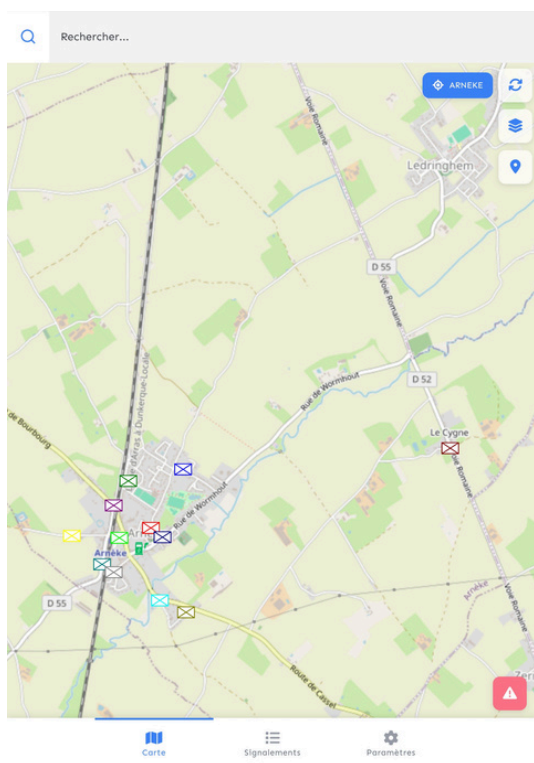 Rechercher...
ARNEKE
Voie Romaine
Ledringhem
D 55
Voie Romaine
Rue de Wormhout
D 52
Le Cygne
Voie Romaine
d'Arras à Dunkerque-Locale
de Bourbourg
Rue de Wormhout
Arnèke
D 55
Arnèke
Route de Cassel
Carte
Signalements
Paramètres